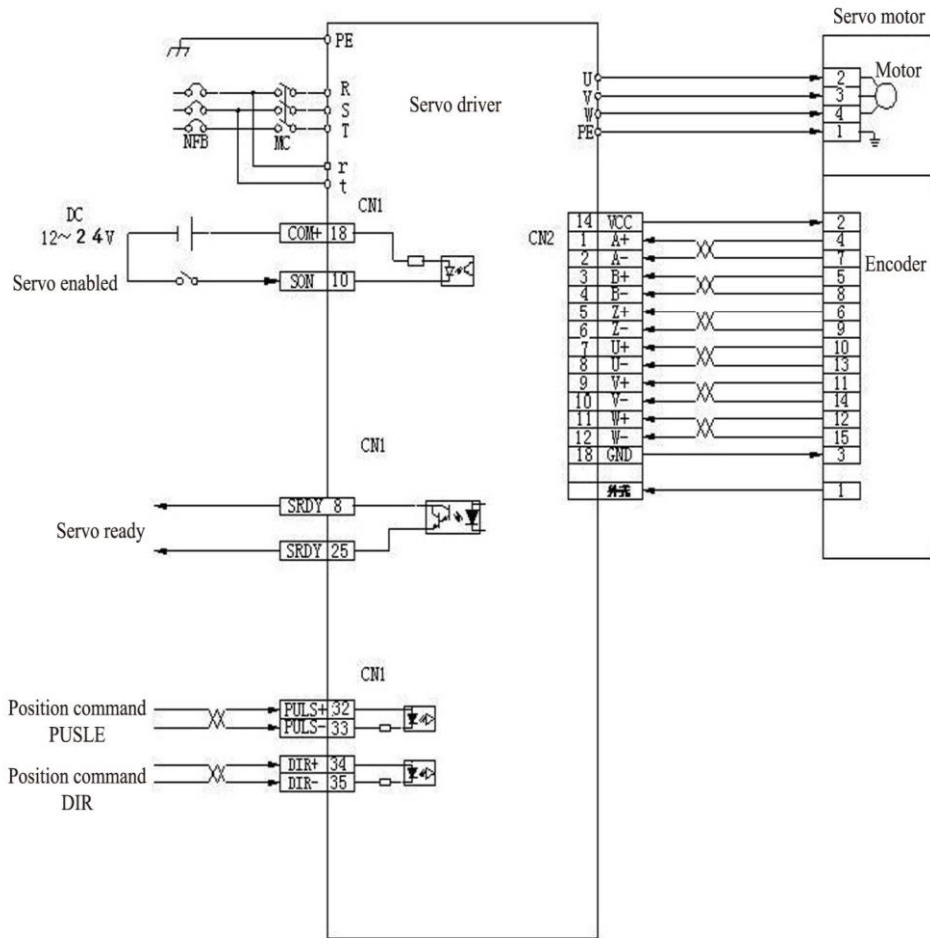 Servo motor
PE
R
S
T
NFB
MC
r
t
Servo driver
U
V
W
PE
2
3
4
1
Motor
DC
12~24V
Servo enabled
CN1
COM+ 18
SON 10
CN2
14 VCC
1 A+
2 A-
3 B+
4 B-
5 Z+
6 Z-
7 U+
8 U-
9 V+
10 V-
11 W+
12 W-
18 GND
外壳
2
4
7
5
8
6
9
10
13
11
14
12
15
3
1
Encoder
CN1
SRDY 8
Servo ready
SRDY 25
CN1
Position command
PUSLE
PULS+ 32
PULS- 33
Position command
DIR
DIR+ 34
DIR- 35